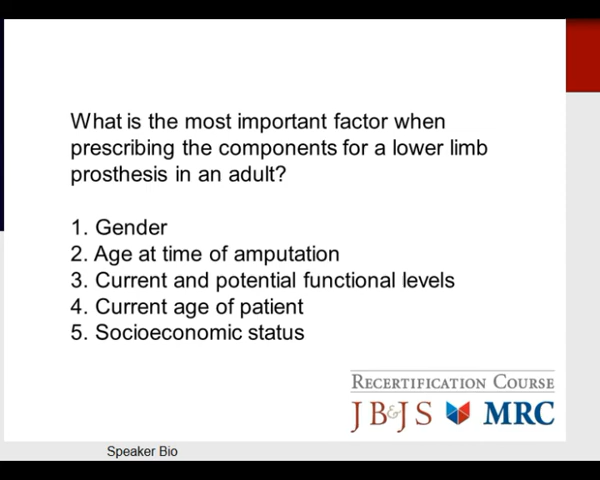 What is the most important factor when
prescribing the components for a lower limb
prosthesis in an adult?
1. Gender
2. Age at time of amputation
3. Current and potential functional levels
4. Current age of patient
5. Socioeconomic status
RECERTIFICATION COURSE
JB&JS MRC
Speaker Bio